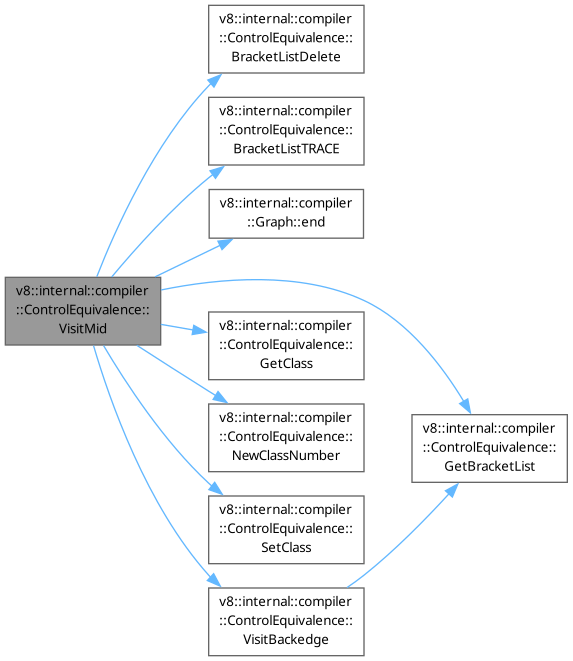 v8::internal::compiler
::ControlEquivalence::
BracketListDelete
v8::internal::compiler
::ControlEquivalence::
BracketListTRACE
v8::internal::compiler
::Graph::end
v8::internal::compiler
::ControlEquivalence::
VisitMid
v8::internal::compiler
::ControlEquivalence::
GetClass
v8::internal::compiler
::ControlEquivalence::
NewClassNumber
v8::internal::compiler
::ControlEquivalence::
GetBracketList
v8::internal::compiler
::ControlEquivalence::
SetClass
v8::internal::compiler
::ControlEquivalence::
VisitBackedge